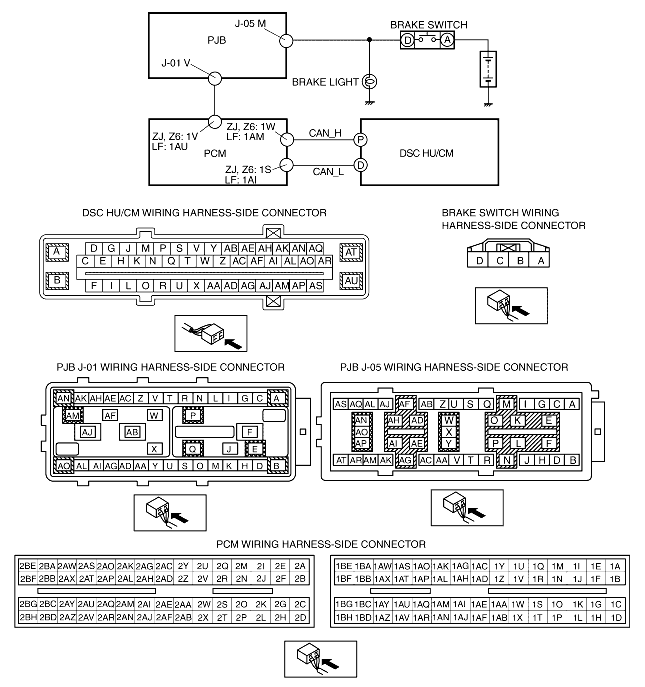 J-05 M
PJB
J-01 V
BRAKE SWITCH
D A
BRAKE LIGHT
ZJ, Z6: 1V
LF: 1AU
ZJ, Z6: 1W
LF: 1AM
PCM
ZJ, Z6: 1S
LF: 1AI
CAN_H
CAN_L
P
D
DSC HU/CM
DSC HU/CM WIRING HARNESS-SIDE CONNECTOR
A D G J M P S V Y AB AE AH AK AN AQ AT
C E H K N Q T W Z AC AF AI AL AO AR
B F I L O R U X AA AD AG AJ AM AP AS AU
BRAKE SWITCH WIRING
HARNESS-SIDE CONNECTOR
D C B A
PJB J-01 WIRING HARNESS-SIDE CONNECTOR
AN AK AH AE AC Z V T R N L I G C A
AM AF W P
AJ AB F
X Q J E
AO AL AI AG AD AA Y U S O M K H D B
PJB J-05 WIRING HARNESS-SIDE CONNECTOR
AS AQ AL AJ AF AB Z U S Q M I G C A
AN AH AD W O K E
AO X
AP AI AE Y P L F
AT AR AM AK AG AC AA V T R N J H D B
PCM WIRING HARNESS-SIDE CONNECTOR
2BE 2BA 2AW 2AS 2AO 2AK 2AG 2AC 2Y 2U 2Q 2M 2I 2E 2A
2BF 2BB 2AX 2AT 2AP 2AL 2AH 2AD 2Z 2V 2R 2N 2J 2F 2B
2BG 2BC 2AY 2AU 2AQ 2AM 2AI 2AE 2AA 2W 2S 2O 2K 2G 2C
2BH 2BD 2AZ 2AV 2AR 2AN 2AJ 2AF 2AB 2X 2T 2P 2L 2H 2D
1BE 1BA 1AW 1AS 1AO 1AK 1AG 1AC 1Y 1U 1Q 1M 1I 1E 1A
1BF 1BB 1AX 1AT 1AP 1AL 1AH 1AD 1Z 1V 1R 1N 1J 1F 1B
1BG 1BC 1AY 1AU 1AQ 1AM 1AI 1AE 1AA 1W 1S 1O 1K 1G 1C
1BH 1BD 1AZ 1AV 1AR 1AN 1AJ 1AF 1AB 1X 1T 1P 1L 1H 1D